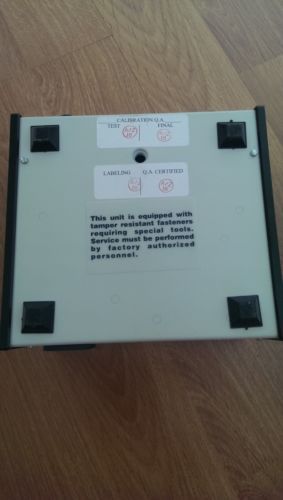 CALIBRATION Q.A.
TEST FINAL
LABELING Q.A. CERTIFIED
This unit is equipped with
tamper resistant fasteners
requiring special tools.
Service must be performed
by factory authorized
personnel.